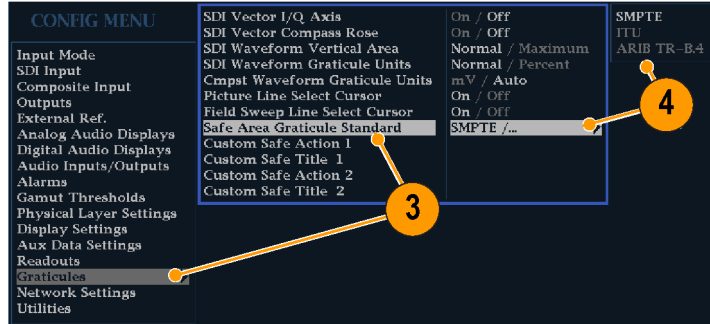 CONFIG MENU
Input Mode
SDI Input
Composite Input
Outputs
External Ref.
Analog Audio Displays
Digital Audio Displays
Audio Inputs/Outputs
Alarms
Gamut Thresholds
Physical Layer Settings
Display Settings
Aux Data Settings
Readouts
Graticules
Network Settings
Utilities
SDI Vector I/Q Axis On / Off
SDI Vector Compass Rose On / Off
SDI Waveform Vertical Area Normal / Maximum
SDI Waveform Graticule Units Normal / Percent
Cmpst Waveform Graticule Units mV / Auto
Picture Line Select Cursor On / Off
Field Sweep Line Select Cursor On / Off
Safe Area Graticule Standard SMPTE /...
Custom Safe Action 1
Custom Safe Title 1
Custom Safe Action 2
Custom Safe Title 2
SMPTE
ITU
ARIB TR-B.4
3
4